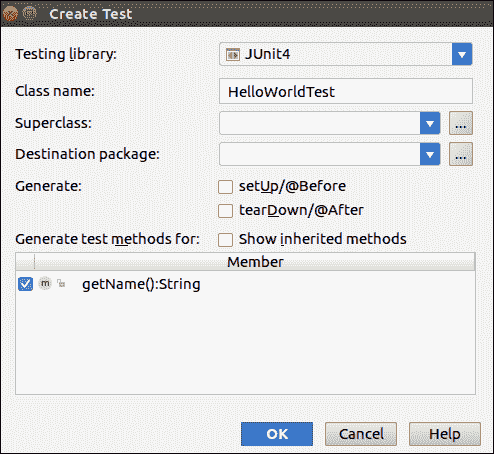 Create Test
Testing library: JUnit4
Class name: HelloWorldTest
Superclass: ...
Destination package: ...
Generate: setUp/@Before
tearDown/@After
Generate test methods for: Show inherited methods
Member
m getName():String
OK Cancel Help